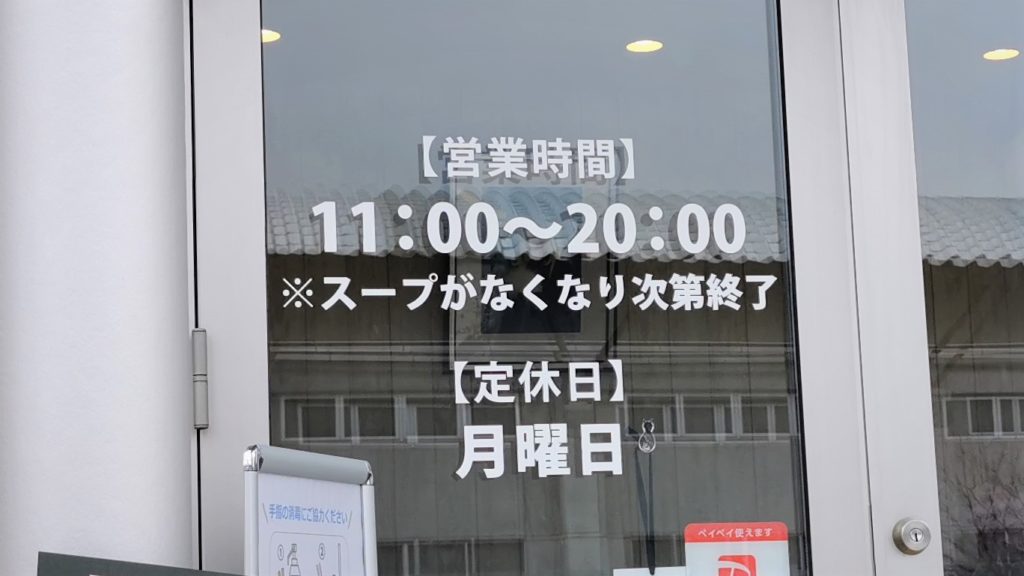 【営業時間】
11：00～20：00
※スープがなくなり次第終了
【定休日】
月曜日
手指の消毒にご協力ください
① ②
ペイペイ使えます